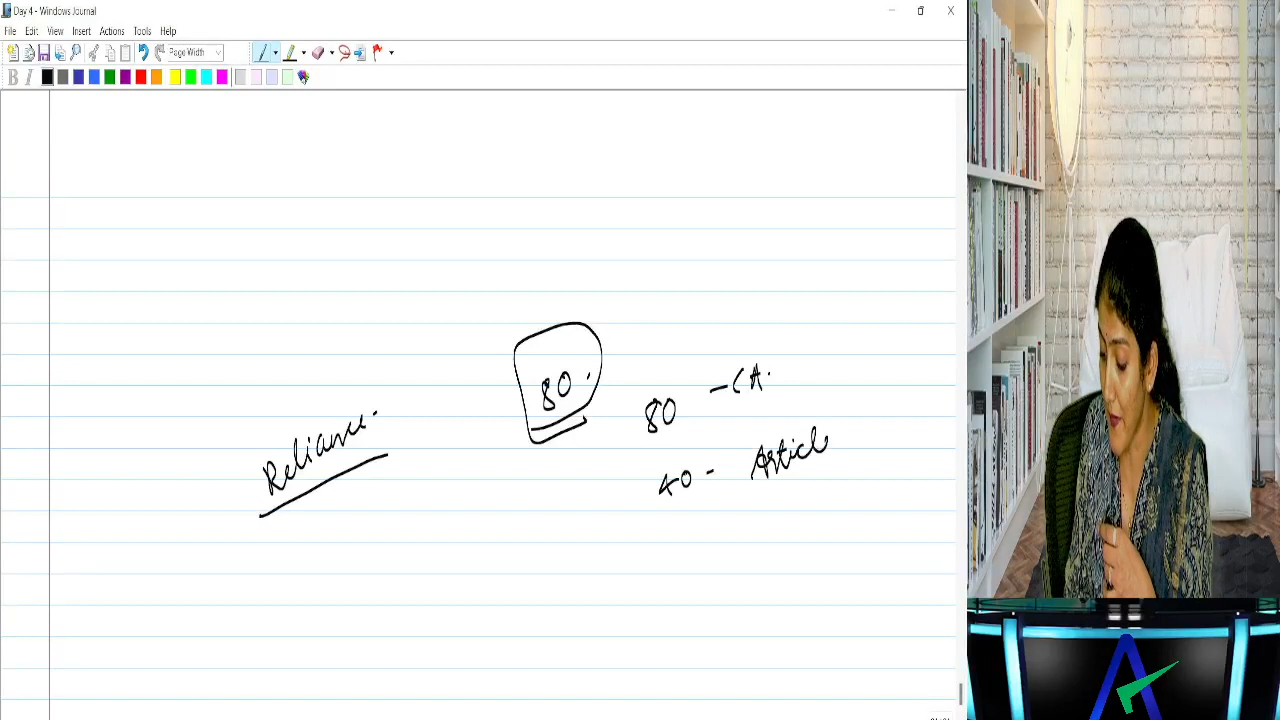 Day 4 - Windows Journal
File Edit View Insert Actions Tools Help
Page Width
B I
80.
80 - CA.
Reliance.
40 - Article